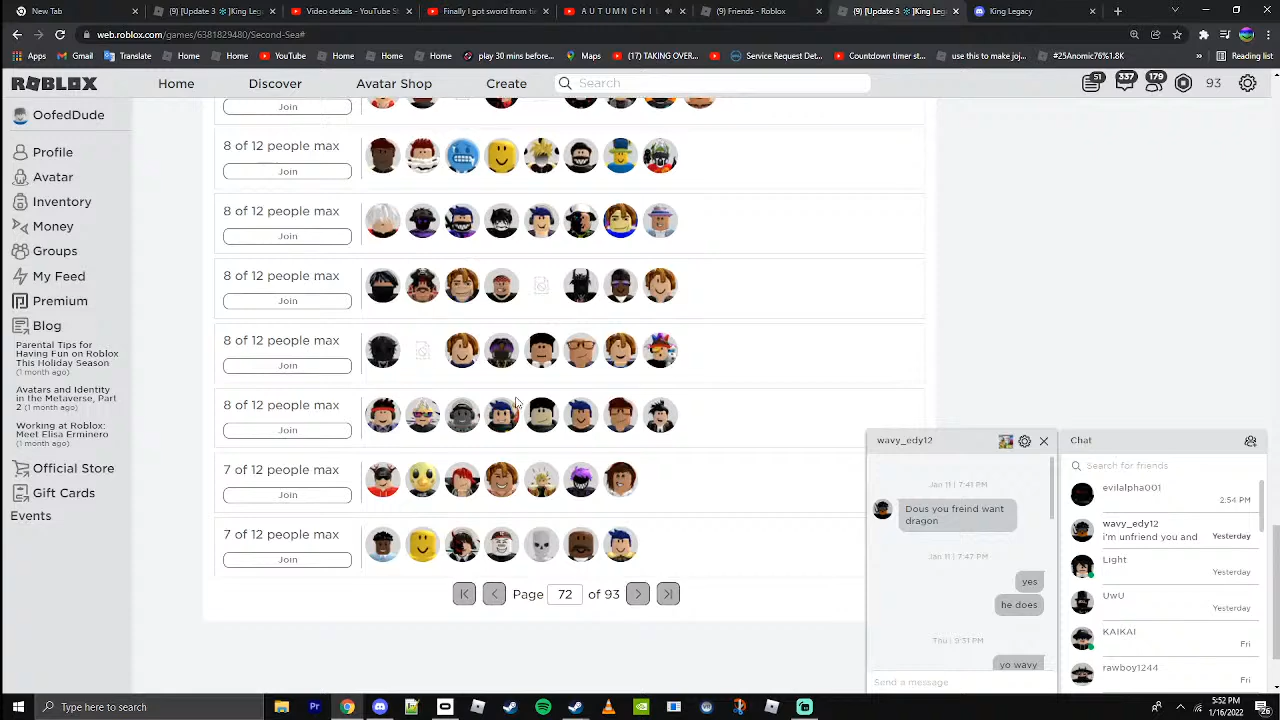 New Tab
(9) [Update 3 ❄] King Leg
Video details - YouTube S
Finally I got sword from tie
A U T U M N C H I L
(9) Friends - Roblox
(9) [Update 3 ❄] King Leg
King Legacy
web.roblox.com/games/6381829480/Second-Sea#
Apps Gmail Translate Home Home YouTube Home Home Home play 30 mins before... Maps (17) TAKING OVER... Service Request Det... Countdown timer st... use this to make joj... #25Anomic76%1.8K » Reading list
ROBLOX Home Discover Avatar Shop Create Search 51 537 179 93
OofedDude
Profile
Avatar
Inventory
Money
Groups
My Feed
Premium
Blog
Parental Tips for
Having Fun on Roblox
This Holiday Season
(1 month ago)
Avatars and Identity
in the Metaverse, Part
2 (1 month ago)
Working at Roblox:
Meet Elisa Erminero
(1 month ago)
Official Store
Gift Cards
Events
Join
8 of 12 people max
Join
8 of 12 people max
Join
8 of 12 people max
Join
8 of 12 people max
Join
8 of 12 people max
Join
7 of 12 people max
Join
7 of 12 people max
Join
Page 72 of 93
wavy_edy12
Jan 11 | 7:41 PM
Dous you freind want
dragon
Jan 11 | 7:47 PM
yes
he does
Thu | 9:31 PM
yo wavy
Send a message
Chat
Search for friends
evilalpha001
2:54 PM
wavy_edy12
i'm unfriend you and Yesterday
Light
Yesterday
UwU
Yesterday
KAIKAI
Fri
rawboy1244
Fri
Type here to search
Pr
5:52 PM
1/16/2022
26